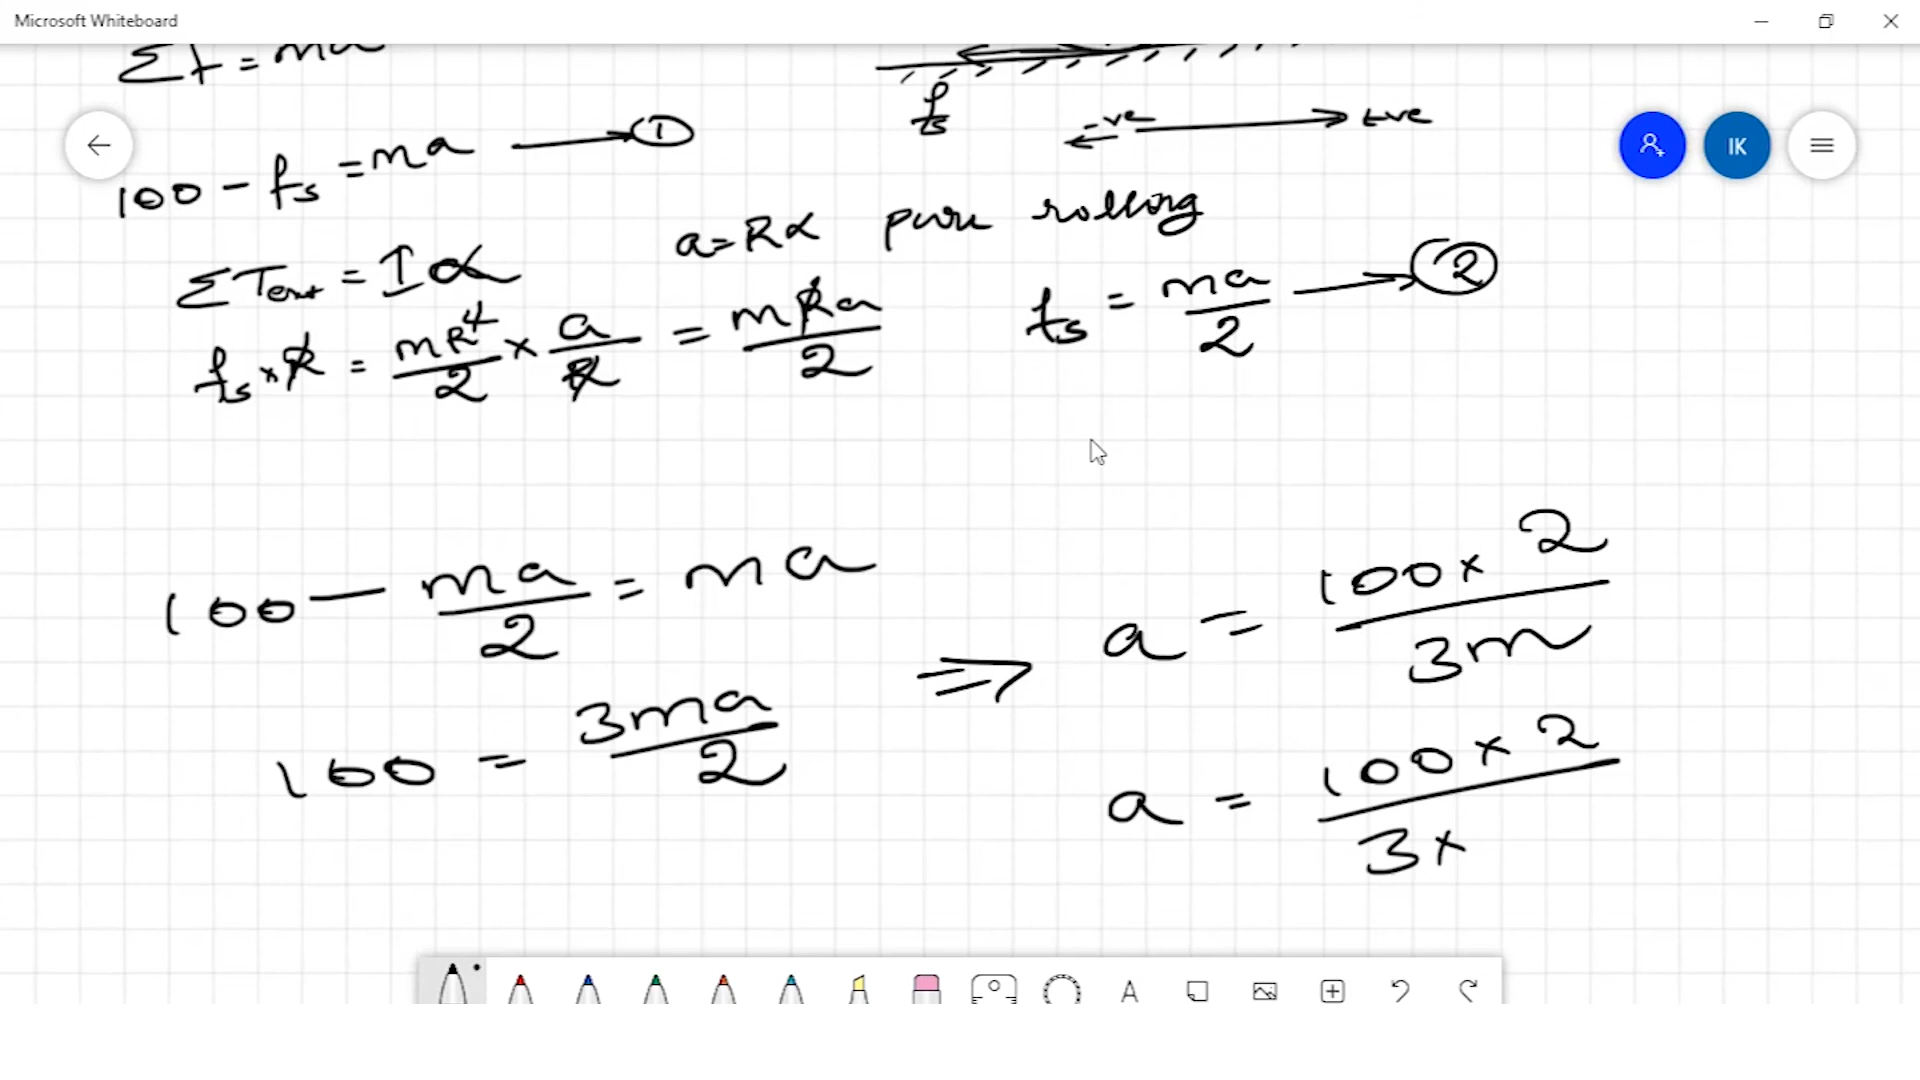 Microsoft Whiteboard
ΣF = ma
fs
-ve +ve
100 - fs = ma → ①
a = Rα pure rolling
ΣText = Iα
fs × R = mR²/2 × a/R = mRa/2
fs = ma/2 → ②
IK
100 - ma/2 = ma
100 = 3ma/2
⇒ a = 100 × 2 / 3m
a = 100 × 2 / 3 ×
A